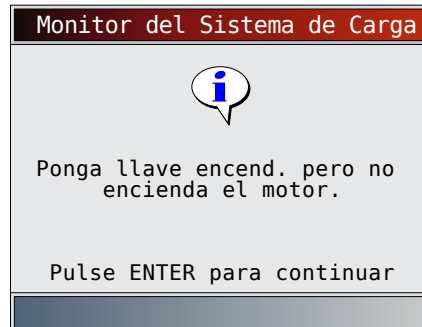 Monitor del Sistema de Carga
i
Ponga llave encend. pero no
encienda el motor.
Pulse ENTER para continuar